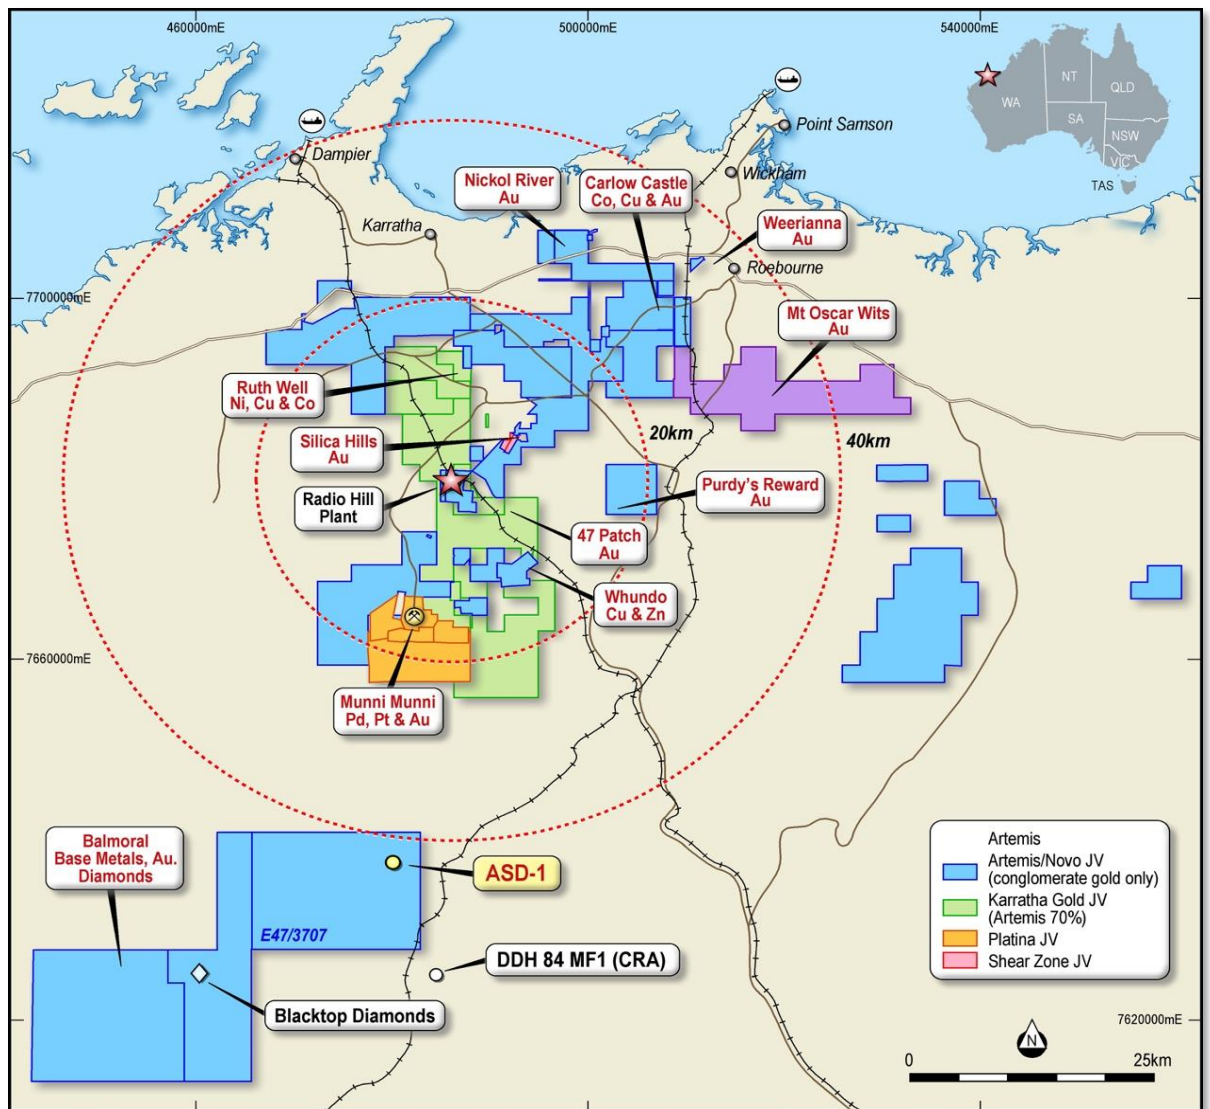 460000mE
500000mE
540000mE
NT
QLD
WA
SA
NSW
VIC
TAS
Point Samson
Dampier
Wickham
Nickol River
Au
Carlow Castle
Co, Cu & Au
Weerianna
Au
Karratha
Roebourne
7700000mE
Mt Oscar Wits
Au
Ruth Well
Ni, Cu & Co
20km
40km
Silica Hills
Au
Radio Hill
Plant
Purdy's Reward
Au
47 Patch
Au
Whundo
Cu & Zn
7660000mE
Munni Munni
Pd, Pt & Au
Balmoral
Base Metals, Au.
Diamonds
ASD-1
E47/3707
DDH 84 MF1 (CRA)
Blacktop Diamonds
Artemis
Artemis/Novo JV
(conglomerate gold only)
Karratha Gold JV
(Artemis 70%)
Platina JV
Shear Zone JV
7620000mE
N
0
25km